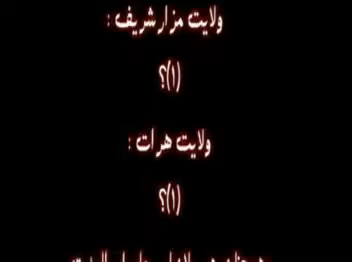 ولایت مزارشریف :
(۱)؟
ولایت هرات :
(۱)؟